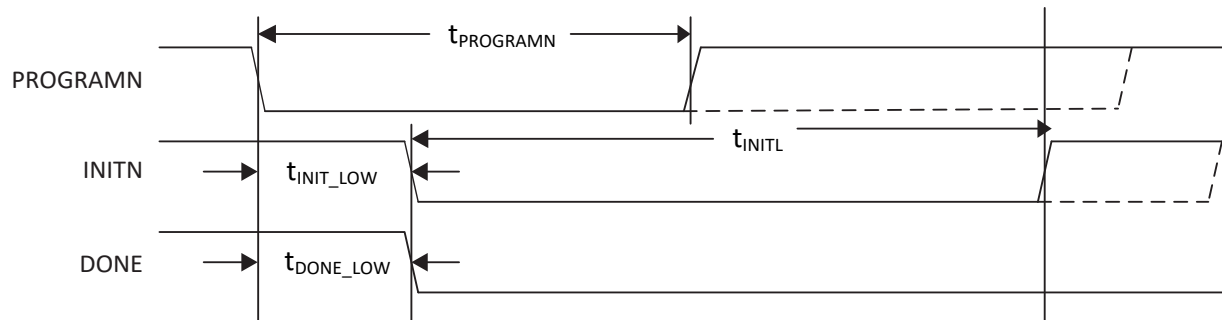 tPROGRAMN
PROGRAMN
tINITL
INITN
tINIT_LOW
DONE
tDONE_LOW